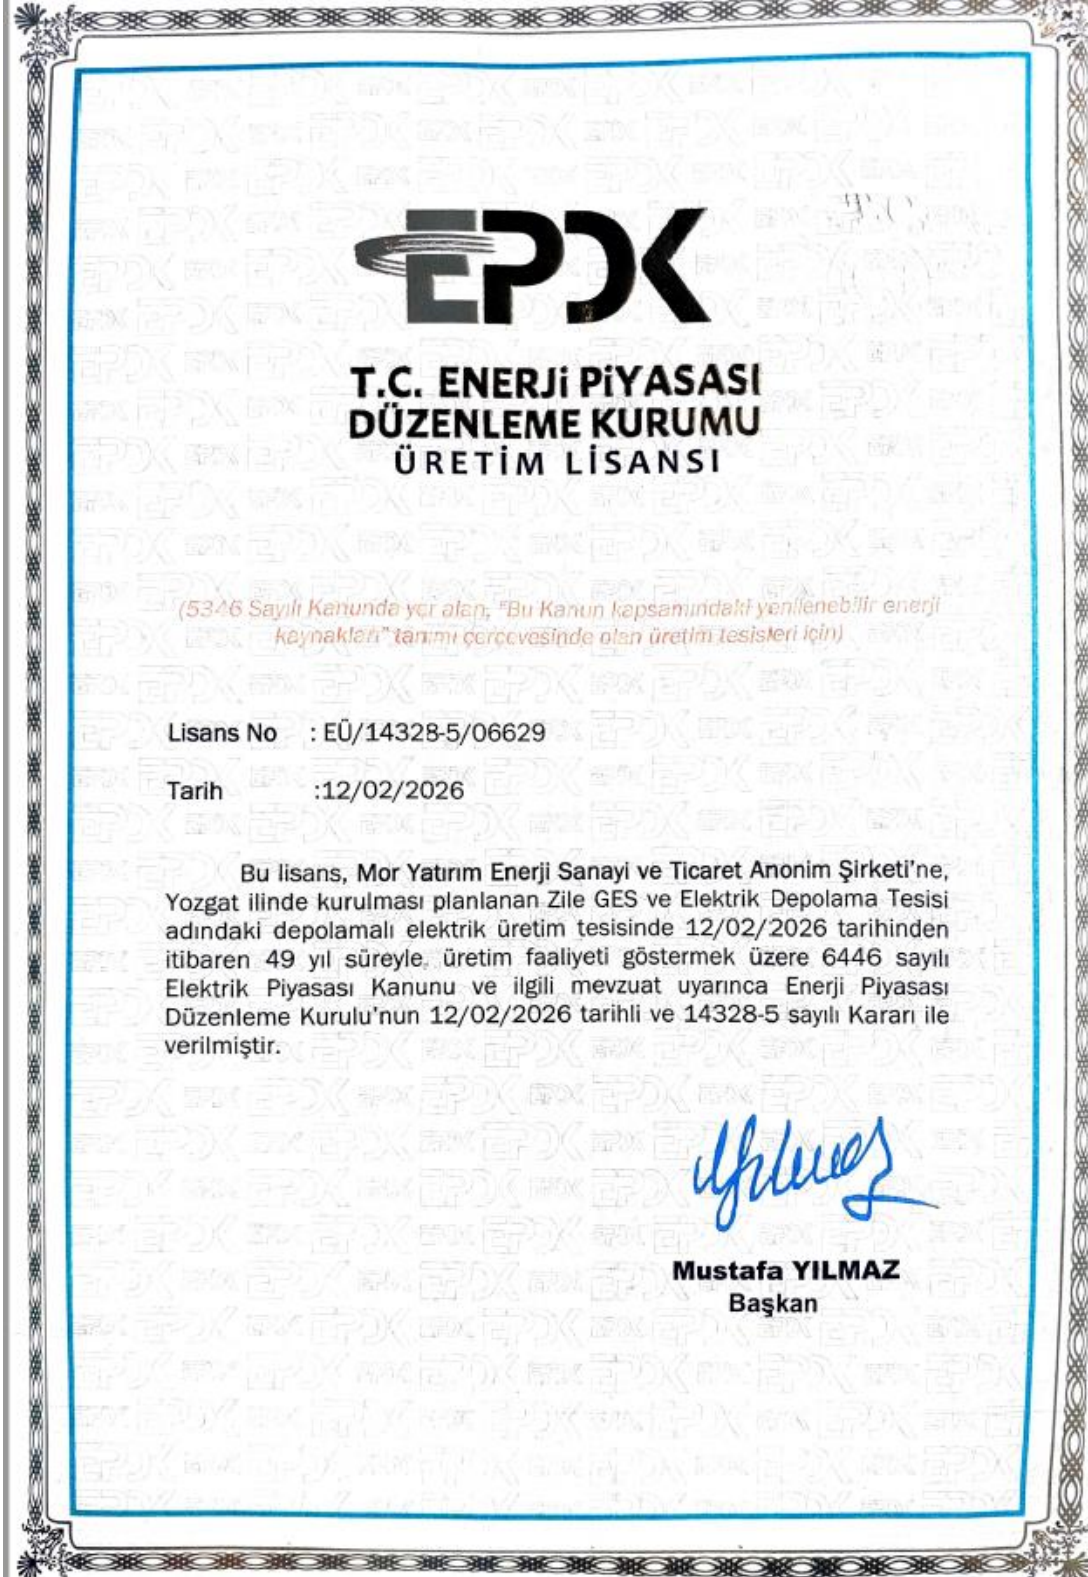 EPDK
T.C. ENERJİ PİYASASI
DÜZENLEME KURUMU
ÜRETİM LİSANSI
(5346 Sayılı Kanunda yer alan, "Bu Kanun kapsamındaki yenilenebilir enerji
kaynakları" tanımı çerçevesinde olan üretim tesisleri için)
Lisans No : EÜ/14328-5/06629
Tarih :12/02/2026
Bu lisans, Mor Yatırım Enerji Sanayi ve Ticaret Anonim Şirketi'ne,
Yozgat ilinde kurulması planlanan Zile GES ve Elektrik Depolama Tesisi
adındaki depolamalı elektrik üretim tesisinde 12/02/2026 tarihinden
itibaren 49 yıl süreyle, üretim faaliyeti göstermek üzere 6446 sayılı
Elektrik Piyasası Kanunu ve ilgili mevzuat uyarınca Enerji Piyasası
Düzenleme Kurulu'nun 12/02/2026 tarihli ve 14328-5 sayılı Kararı ile
verilmiştir.
Mustafa YILMAZ
Başkan